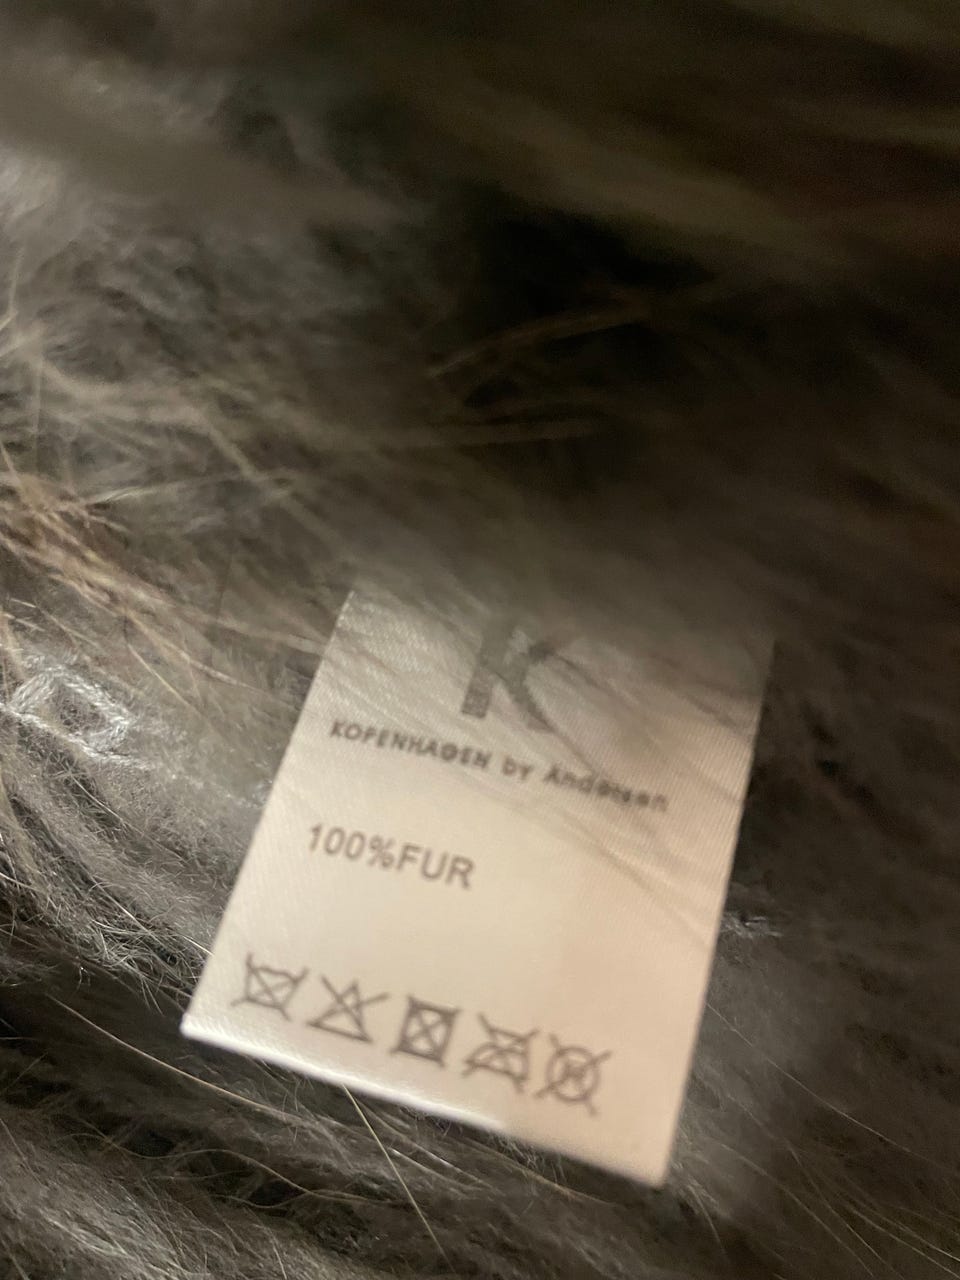 K
KOPENHAGEN by Andersen
100%FUR